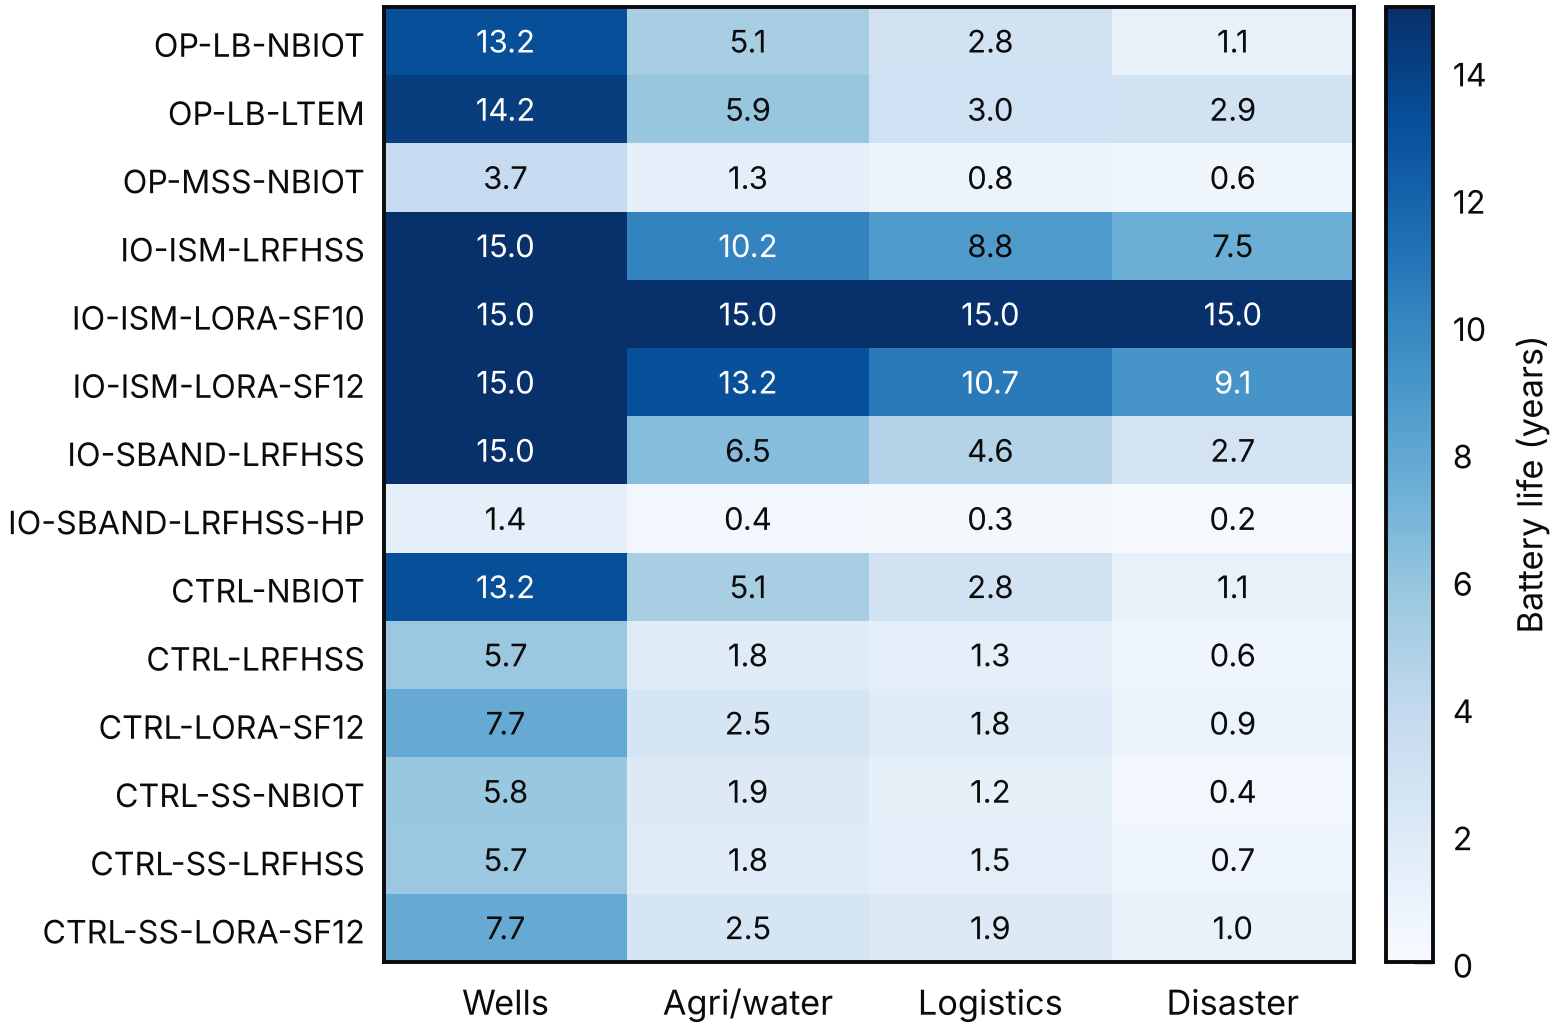 OP-LB-NBIOT 13.2 5.1 2.8 1.1
OP-LB-LTEM 14.2 5.9 3.0 2.9
OP-MSS-NBIOT 3.7 1.3 0.8 0.6
IO-ISM-LRFHSS 15.0 10.2 8.8 7.5
IO-ISM-LORA-SF10 15.0 15.0 15.0 15.0
IO-ISM-LORA-SF12 15.0 13.2 10.7 9.1
IO-SBAND-LRFHSS 15.0 6.5 4.6 2.7
IO-SBAND-LRFHSS-HP 1.4 0.4 0.3 0.2
CTRL-NBIOT 13.2 5.1 2.8 1.1
CTRL-LRFHSS 5.7 1.8 1.3 0.6
CTRL-LORA-SF12 7.7 2.5 1.8 0.9
CTRL-SS-NBIOT 5.8 1.9 1.2 0.4
CTRL-SS-LRFHSS 5.7 1.8 1.5 0.7
CTRL-SS-LORA-SF12 7.7 2.5 1.9 1.0
Wells Agri/water Logistics Disaster
14
12
10
8
6
4
2
0
Battery life (years)